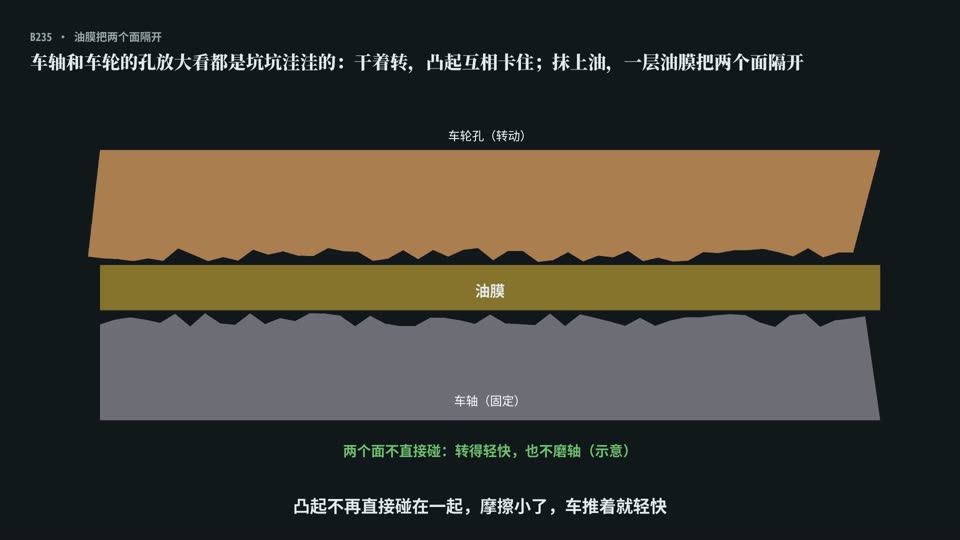 B235 · 油膜把两个面隔开
车轴和车轮的孔放大看都是坑坑洼洼的：干着转，凸起互相卡住；抹上油，一层油膜把两个面隔开
车轮孔（转动）
油膜
车轴（固定）
两个面不直接碰：转得轻快，也不磨轴（示意）
凸起不再直接碰在一起，摩擦小了，车推着就轻快